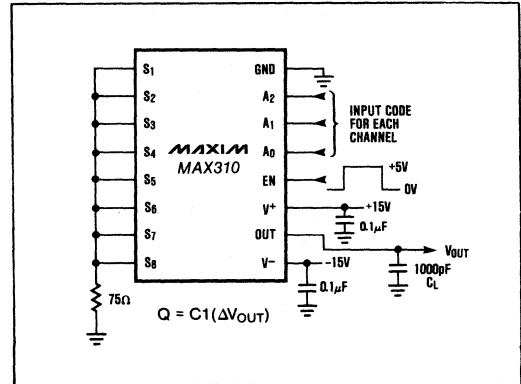 S1
S2
S3
S4
S5
S6
S7
S8
75Ω
MAXIM
MAX310
GND
A2
A1
A0
EN
V+
OUT
V−
INPUT CODE
FOR EACH
CHANNEL
+5V
0V
+15V
0.1μF
VOUT
1000pF
CL
-15V
0.1μF
Q = C1(ΔVOUT)